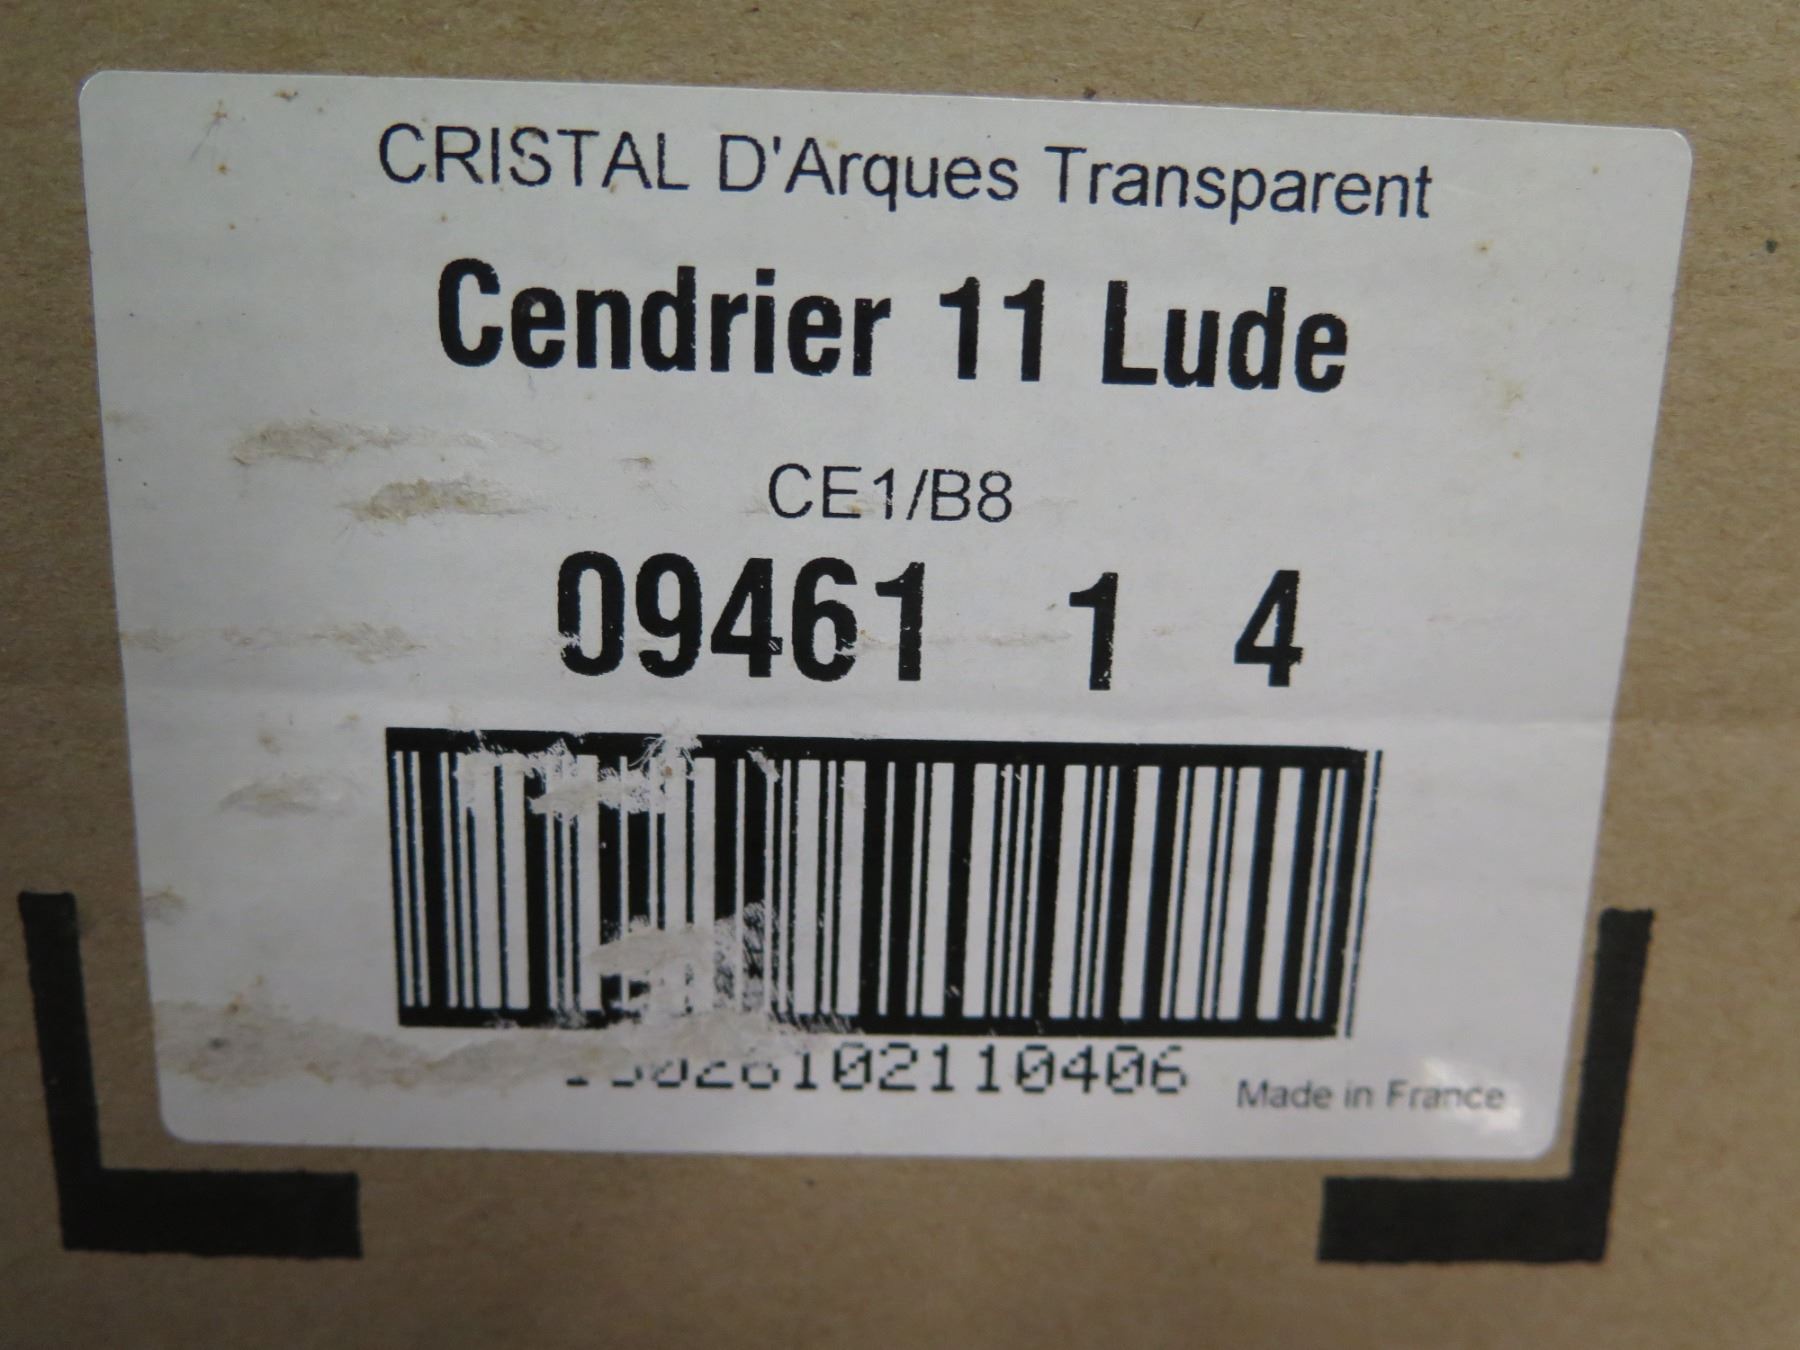 CRISTAL D'Arques Transparent
Cendrier 11 Lude
CE1/B8
09461 1 4
Made in France